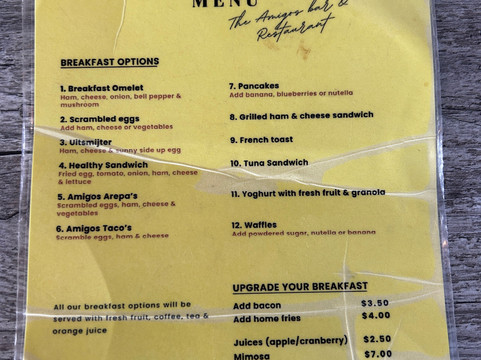 MENU
The Amigos bar &
Restaurant
BREAKFAST OPTIONS
1. Breakfast Omelet
Ham, cheese, onion, bell pepper &
mushroom
2. Scrambled eggs
Add ham, cheese or vegetables
3. Uitsmijter
Ham, cheese & sunny side up egg
4. Healthy Sandwich
Fried egg, tomato, onion, ham, cheese
& lettuce
5. Amigos Arepa's
Scrambled eggs, ham, cheese &
vegetables
6. Amigos Taco's
Scramble eggs, ham & cheese
7. Pancakes
Add banana, blueberries or nutella
8. Grilled ham & cheese sandwich
9. French toast
10. Tuna Sandwich
11. Yoghurt with fresh fruit & granola
12. Waffles
Add powdered sugar, nutella or banana
All our breakfast options will be
served with fresh fruit, coffee, tea &
orange juice
UPGRADE YOUR BREAKFAST
Add bacon $3.50
Add home fries $4.00
Juices (apple/cranberry) $2.50
Mimosa $7.00